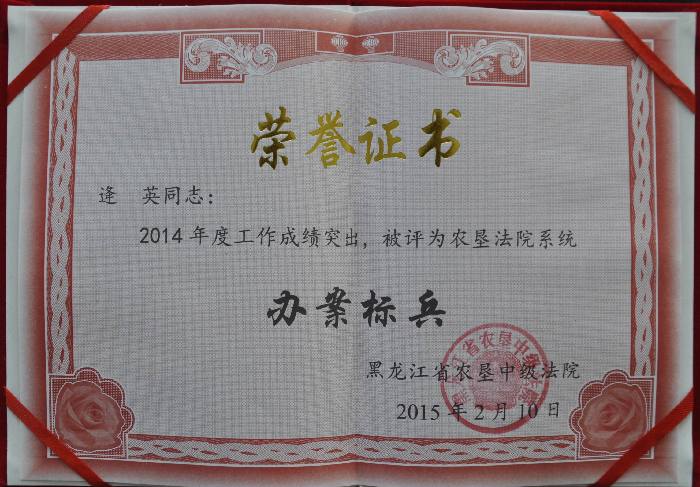 荣誉证书
逄 英同志：
2014年度工作成绩突出，被评为农垦法院系统
办案标兵
黑龙江省农垦中级法院
2015年2月10日